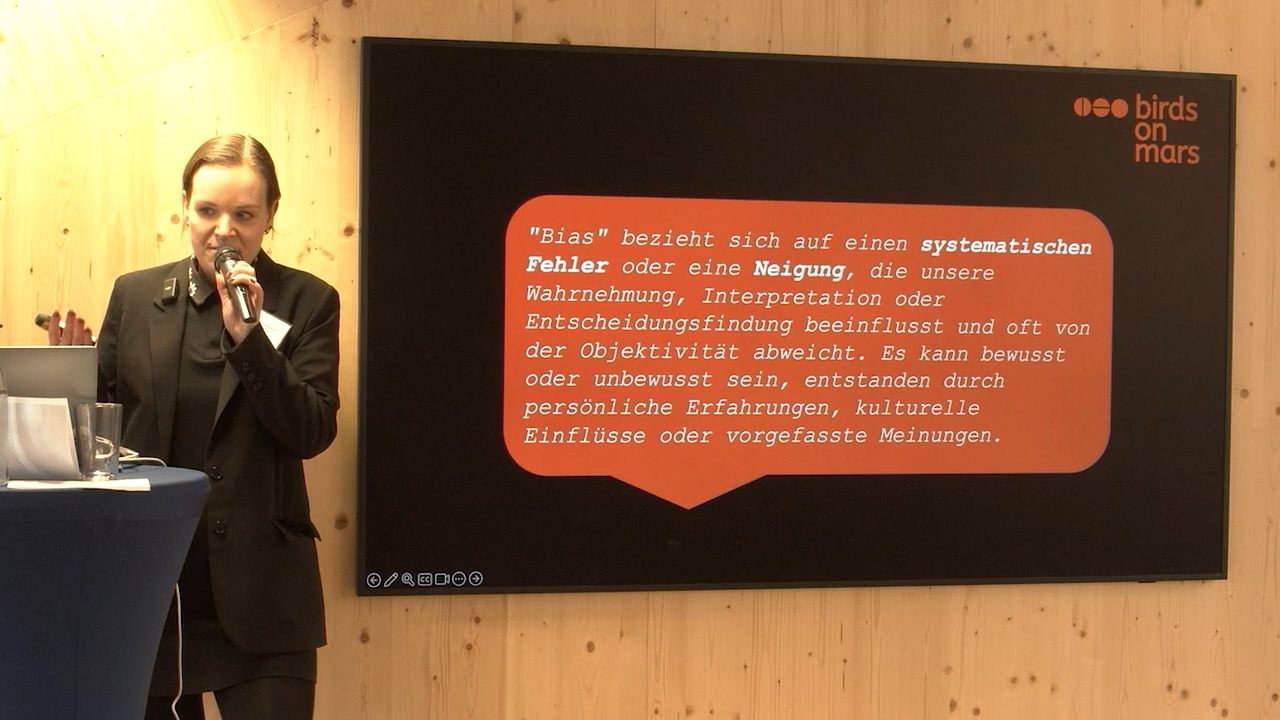 birds
on
mars
"Bias" bezieht sich auf einen systematischen
Fehler oder eine Neigung, die unsere
Wahrnehmung, Interpretation oder
Entscheidungsfindung beeinflusst und oft von
der Objektivität abweicht. Es kann bewusst
oder unbewusst sein, entstanden durch
persönliche Erfahrungen, kulturelle
Einflüsse oder vorgefasste Meinungen.